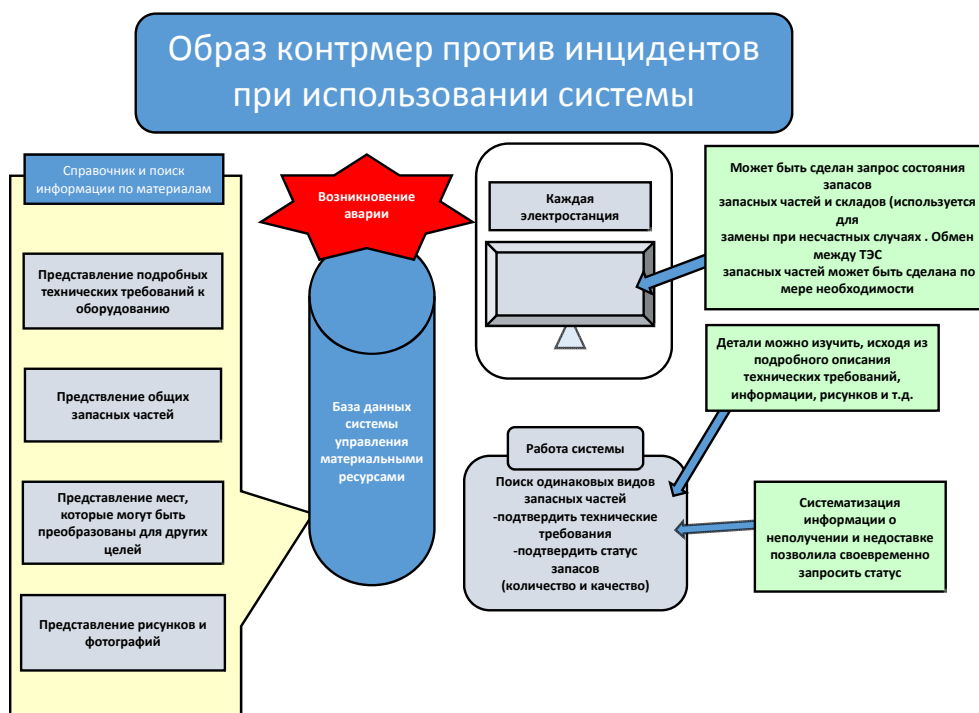 Образ контрмер против инцидентов
при использовании системы
Справочник и поиск
информации по материалам
Представление подробных
технических требований к
оборудованию
Предствление общих
запасных частей
Представление мест,
которые могут быть
преобразованы для других
целей
Представление рисунков и
фотографий
Возникновение
аварии
База данных
системы
управления
материальными
ресурсами
Каждая
электростанция
Может быть сделан запрос состояния
запасов
запасных частей и складов (используется
для
замены при несчастных случаях . Обмен
между ТЭС
запасных частей может быть сделана по
мере необходимости
Детали можно изучить, исходя из
подробного описания
технических требований,
информации, рисунков и т.д.
Работа системы
Поиск одинаковых видов
запасных частей
-подтвердить технические
требования
-подтвердить статус
запасов
(количество и качество)
Систематизация
информации о
неполучении и недоставке
позволила своевременно
запросить статус